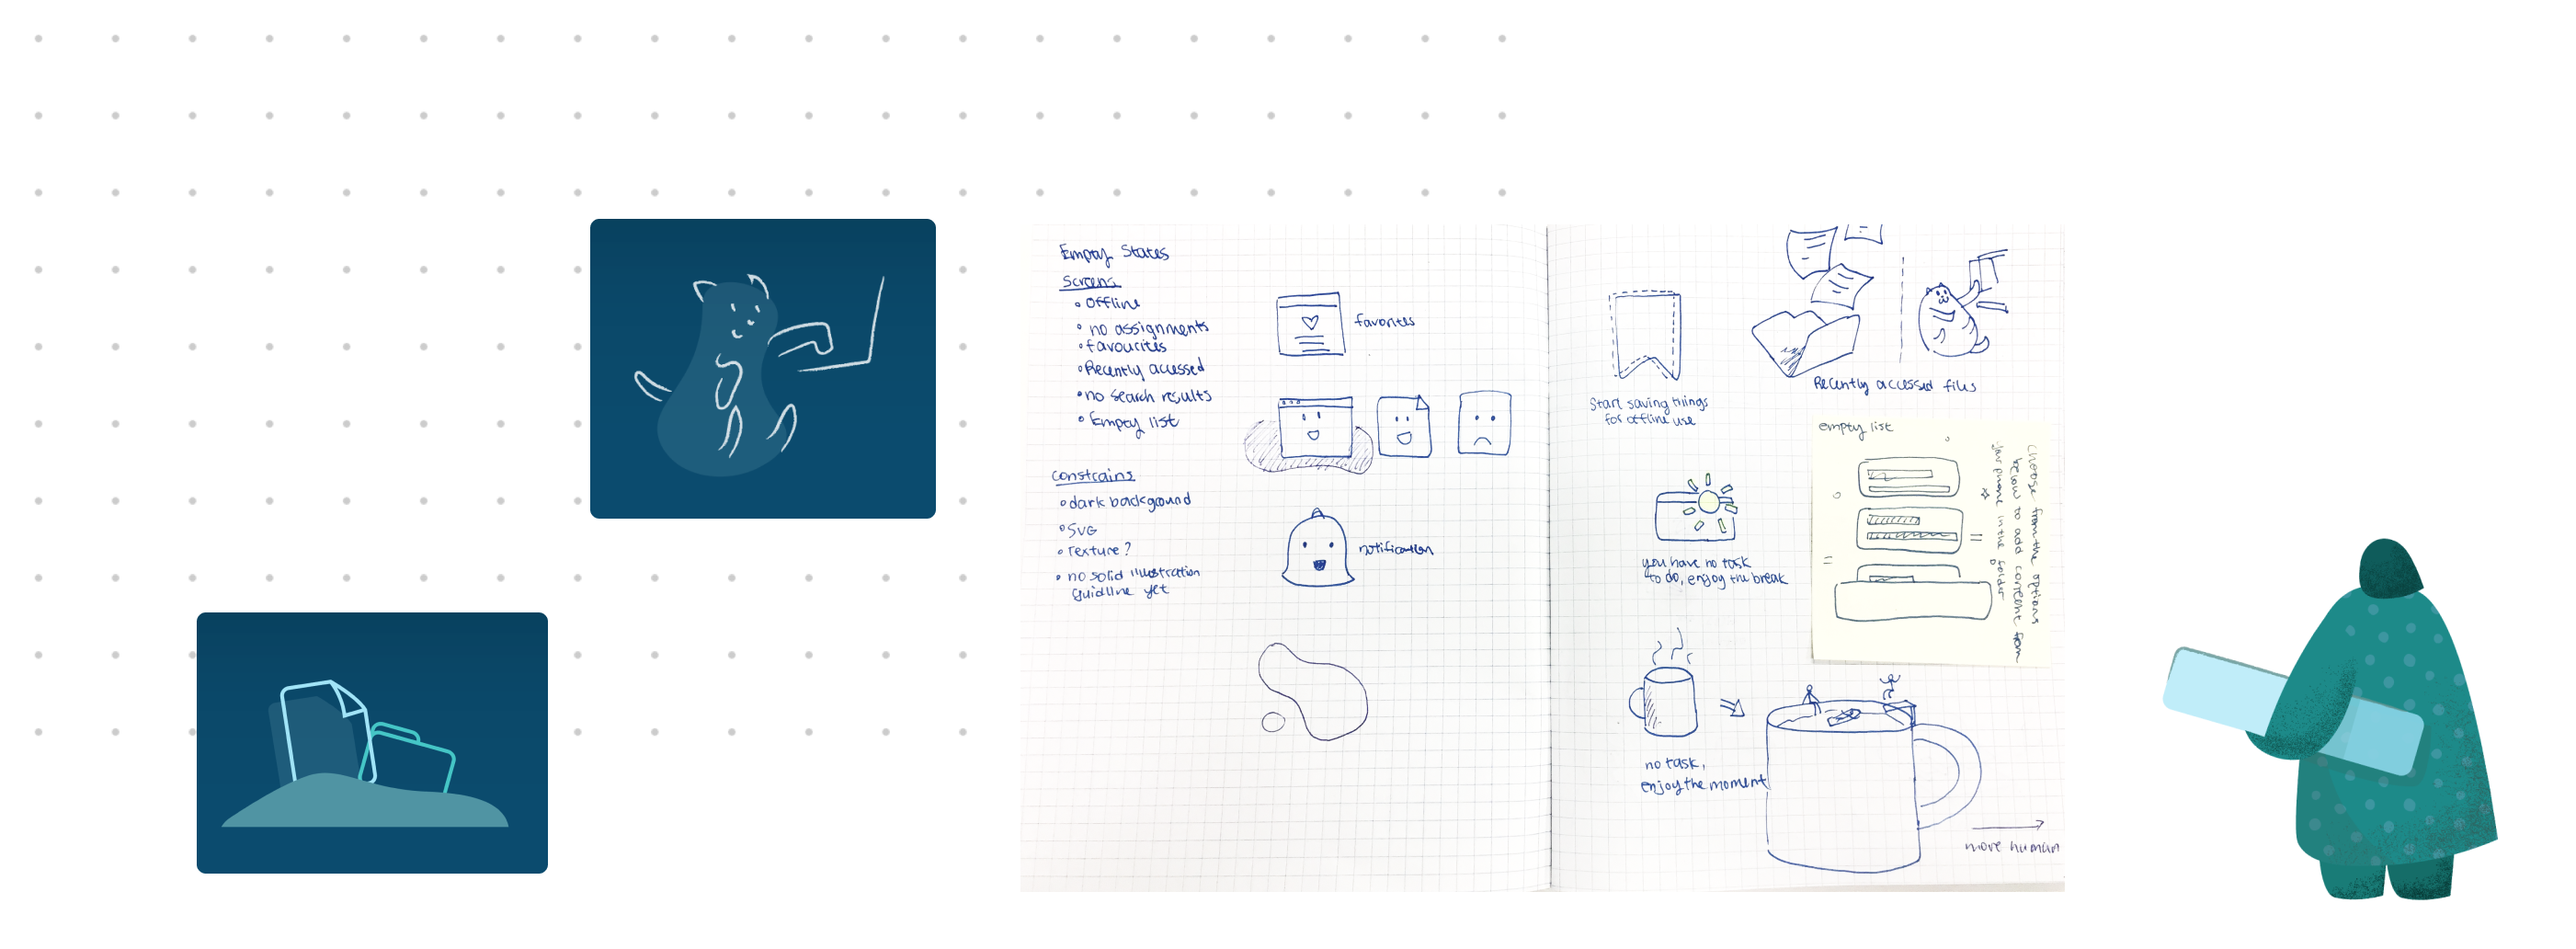 Empty States
Screens
• Offline
• no assignments
• favourites
• Recently accessed
• no search results
• Empty list
constrains
• dark background
• SVG
• Texture?
• no solid illustration
guidline yet
favorites
notification
Start saving things
for offline use
Recently accessed files
empty list
choose from the options
below to add content from
your phone in the folder
you have no task
to do, enjoy the break
no task,
enjoy the moment
more human